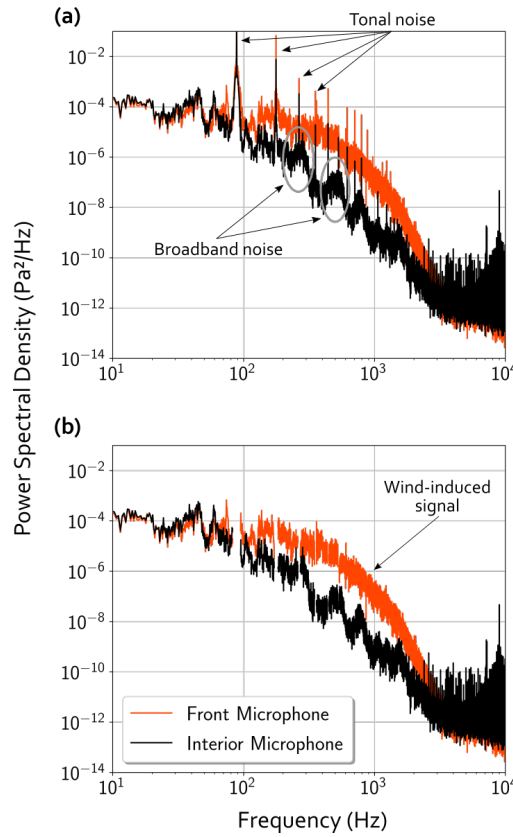 (a)
Tonal noise
10⁻²
10⁻⁴
10⁻⁶
10⁻⁸
10⁻¹⁰
10⁻¹²
10⁻¹⁴
Broadband noise
10¹ 10² 10³ 10⁴
Power Spectral Density (Pa²/Hz)
(b)
10⁻²
10⁻⁴
10⁻⁶
10⁻⁸
10⁻¹⁰
10⁻¹²
10⁻¹⁴
Wind-induced
signal
Front Microphone
Interior Microphone
10¹ 10² 10³ 10⁴
Frequency (Hz)